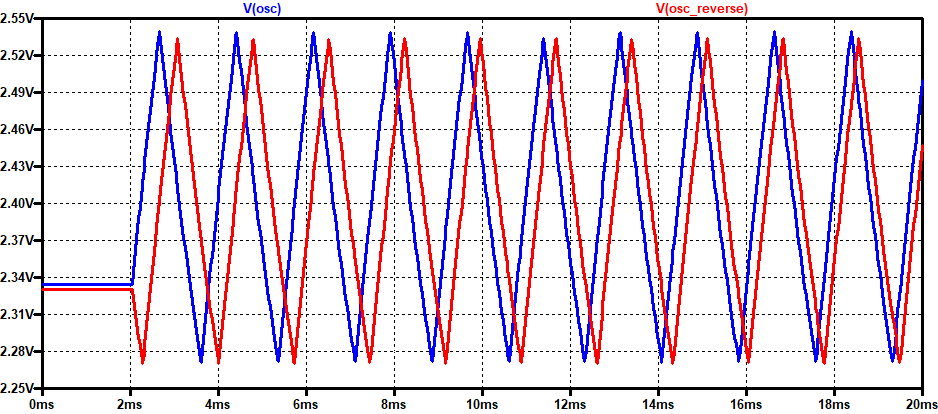 V(osc) V(osc_reverse)
2.55V
2.52V
2.49V
2.46V
2.43V
2.40V
2.37V
2.34V
2.31V
2.28V
2.25V
0ms 2ms 4ms 6ms 8ms 10ms 12ms 14ms 16ms 18ms 20ms